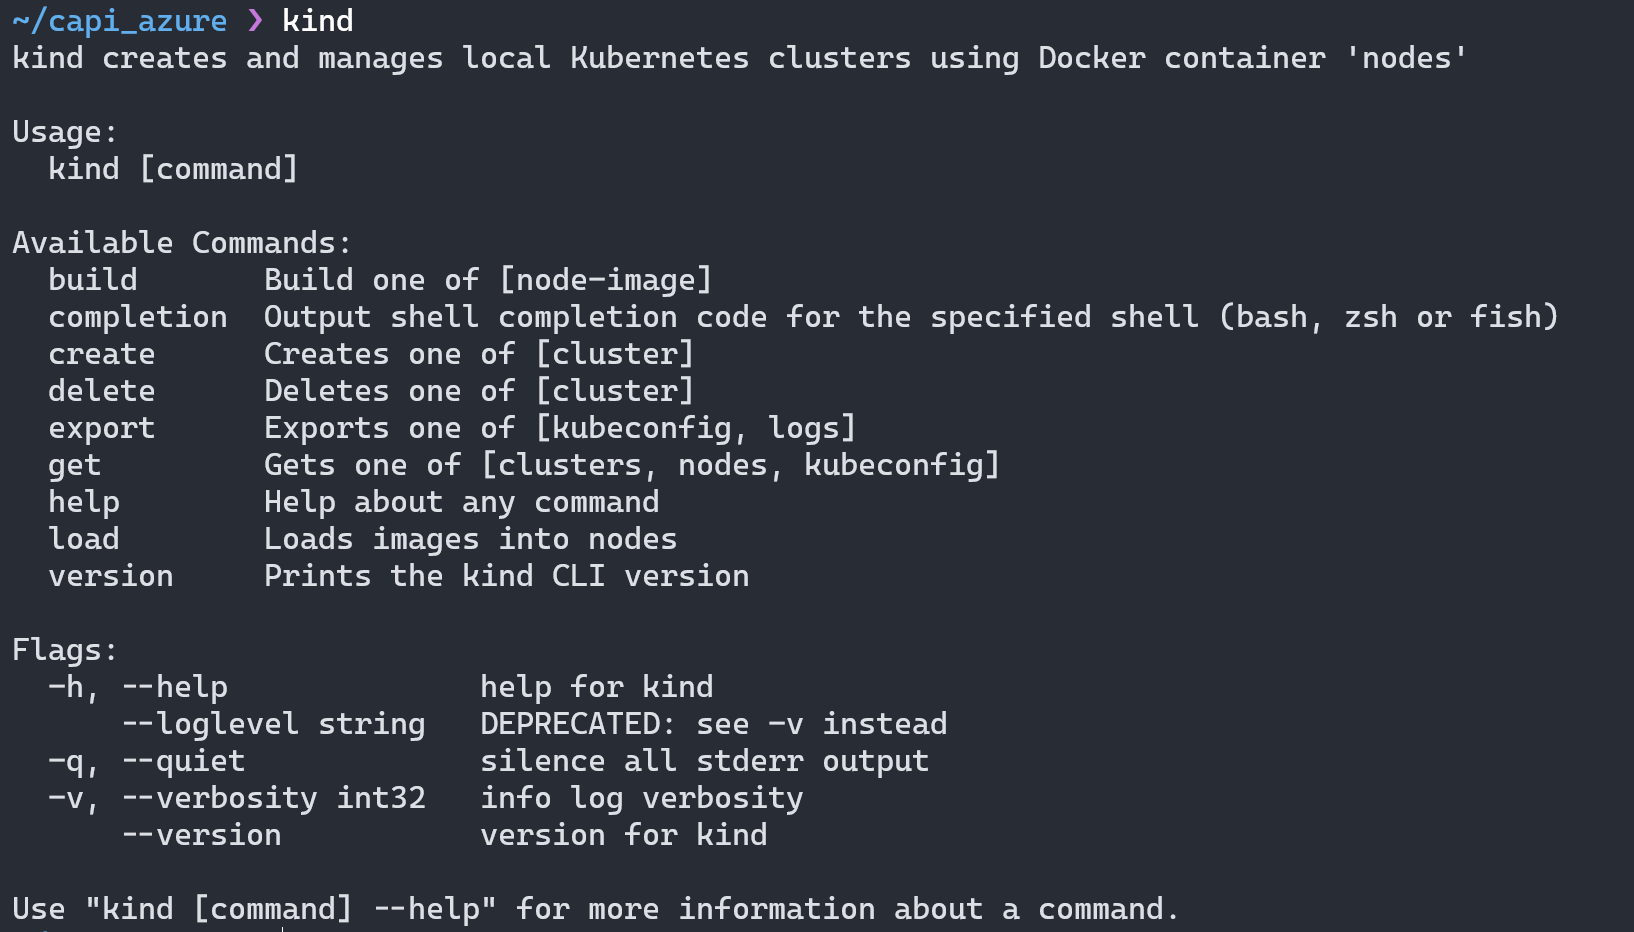 ~/capi_azure ❯ kind
kind creates and manages local Kubernetes clusters using Docker container 'nodes'
Usage:
  kind [command]
Available Commands:
  build       Build one of [node-image]
  completion  Output shell completion code for the specified shell (bash, zsh or fish)
  create      Creates one of [cluster]
  delete      Deletes one of [cluster]
  export      Exports one of [kubeconfig, logs]
  get         Gets one of [clusters, nodes, kubeconfig]
  help        Help about any command
  load        Loads images into nodes
  version     Prints the kind CLI version
Flags:
  -h, --help              help for kind
      --loglevel string   DEPRECATED: see -v instead
  -q, --quiet             silence all stderr output
  -v, --verbosity int32   info log verbosity
      --version           version for kind
Use "kind [command] --help" for more information about a command.